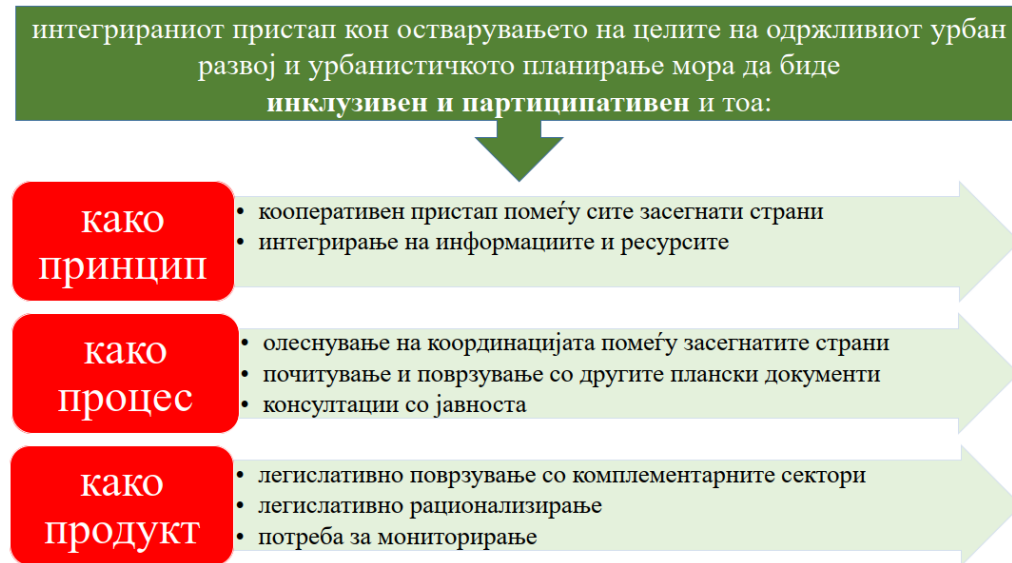 интегрираниот пристап кон остварувањето на целите на одржливиот урбан
развој и урбанистичкото планирање мора да биде
инклузивен и партиципативен и тоа:
како
принцип
• кооперативен пристап помеѓу сите засегнати страни
• интегрирање на информациите и ресурсите
како
процес
• олеснување на координацијата помеѓу засегнатите страни
• почитување и поврзување со другите плански документи
• консултации со јавноста
како
продукт
• легислативно поврзување со комплементарните сектори
• легислативно рационализирање
• потреба за мониторирање